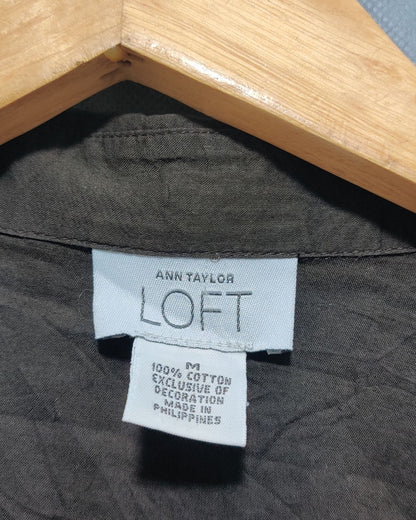 ANN TAYLOR
LOFT
M
100% COTTON
EXCLUSIVE OF
DECORATION
MADE IN
PHILIPPINES